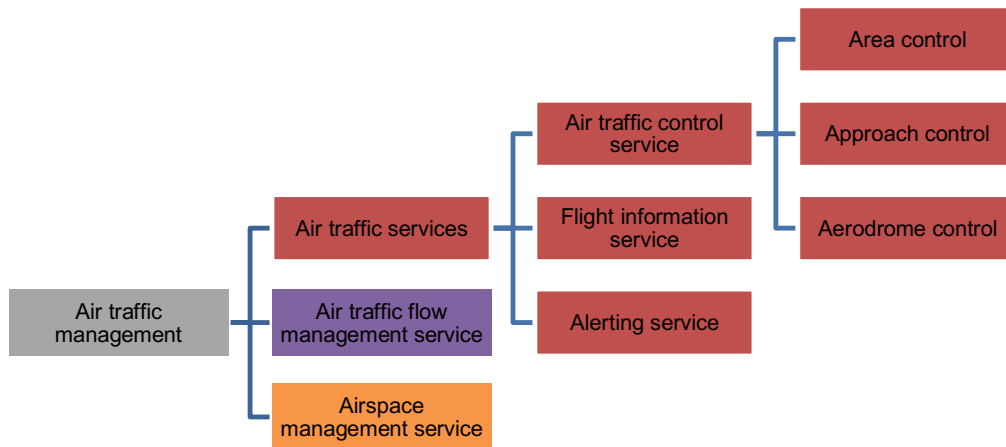 Area control
Air traffic control
service
Approach control
Air traffic services
Flight information
service
Aerodrome control
Air traffic
management
Air traffic flow
management service
Alerting service
Airspace
management service